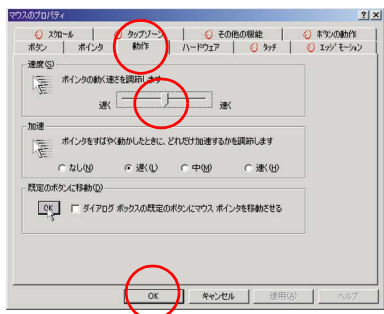 マウスのプロパティ
スクロール タップゾーン その他の機能 ボタンの動作
ボタン ポインタ 動作 ハードウェア タッチ エッジ モーション
速度(S)
ポインタの動く速さを調節します
遅く 速く
加速
ポインタをすばやく動かしたときに、どれだけ加速するかを調節します
なし(N) 遅く(L) 中(M) 速く(H)
既定のボタンに移動(D)
OK ダイアログ ボックスの既定のボタンにマウス ポインタを移動させる
OK キャンセル 適用(A) ヘルプ